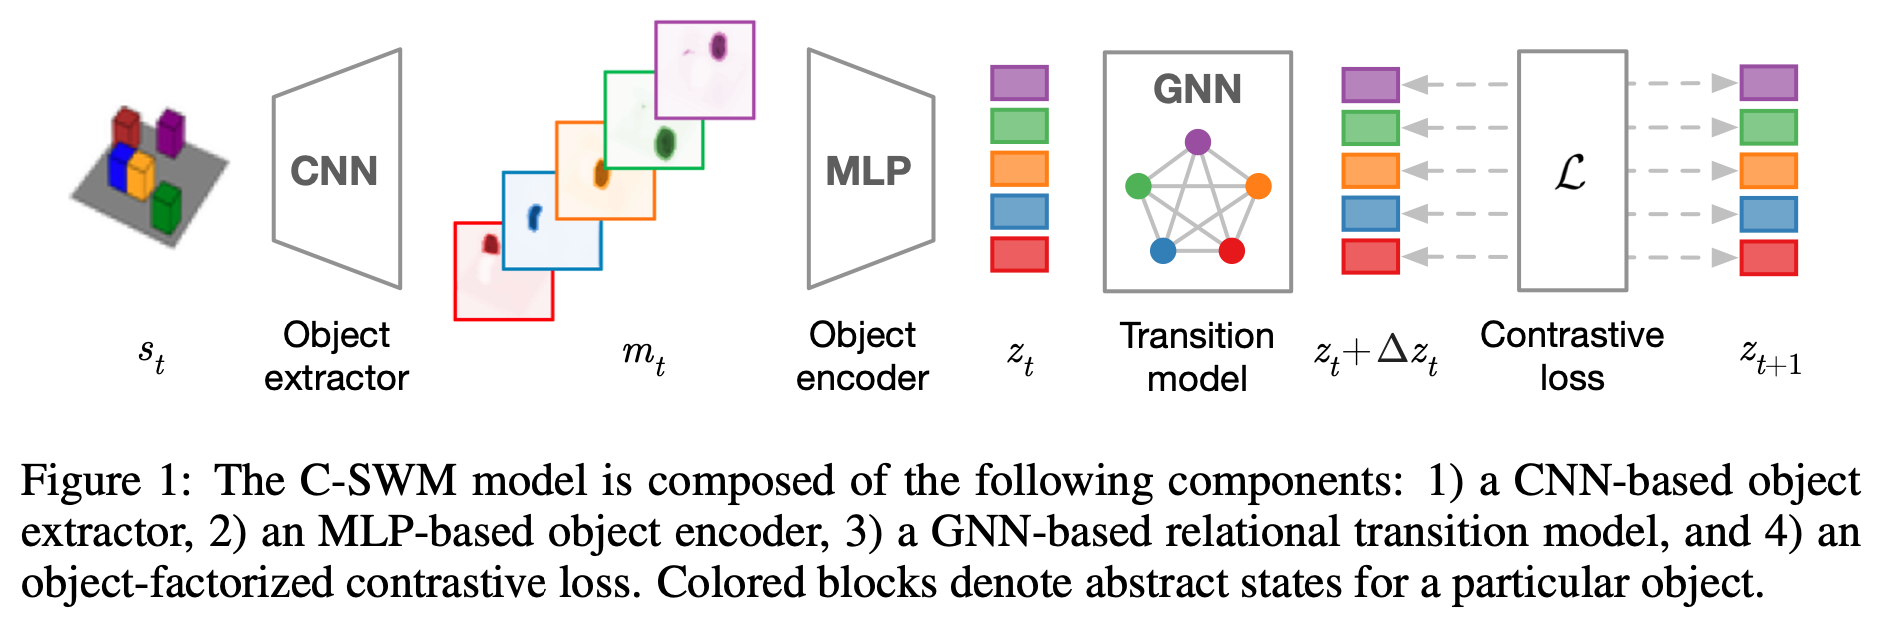 CNN
MLP
GNN
ℒ
s_t
Object extractor
m_t
Object encoder
z_t
Transition model
z_t + Δz_t
Contrastive loss
z_{t+1}
Figure 1: The C-SWM model is composed of the following components: 1) a CNN-based object
extractor, 2) an MLP-based object encoder, 3) a GNN-based relational transition model, and 4) an
object-factorized contrastive loss. Colored blocks denote abstract states for a particular object.